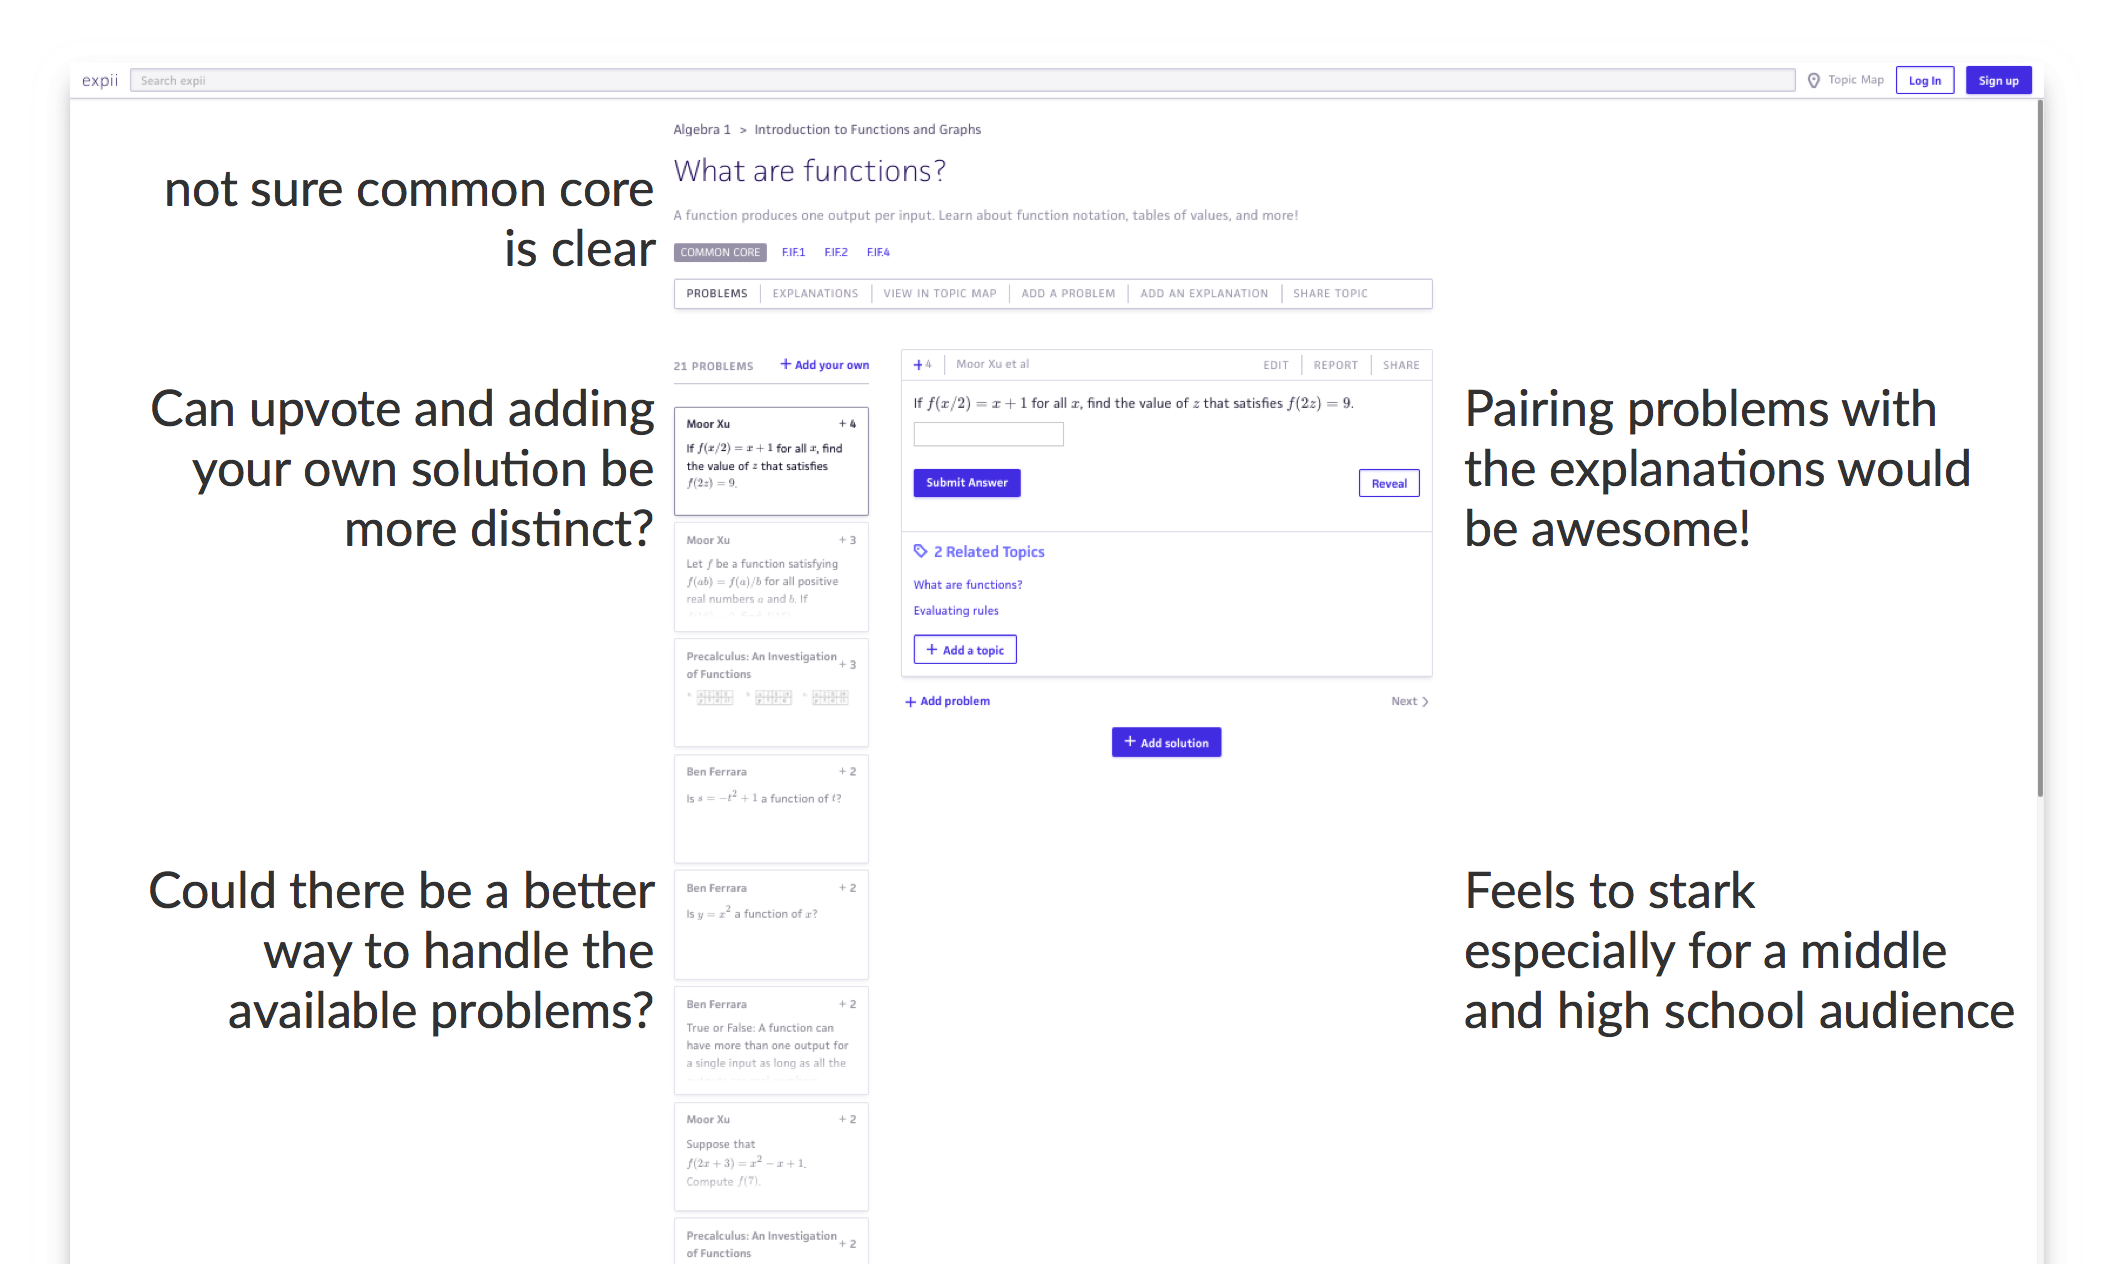 expii Search expii Topic Map Log In Sign up
Algebra 1 > Introduction to Functions and Graphs
What are functions?
A function produces one output per input. Learn about function notation, tables of values, and more!
COMMON CORE F.IF.1 F.IF.2 F.IF.4
PROBLEMS EXPLANATIONS VIEW IN TOPIC MAP ADD A PROBLEM ADD AN EXPLANATION SHARE TOPIC
not sure common core
is clear
Can upvote and adding
your own solution be
more distinct?
Could there be a better
way to handle the
available problems?
21 PROBLEMS + Add your own
Moor Xu + 4
If f(x/2) = x + 1 for all x, find
the value of z that satisfies
f(2z) = 9.
Moor Xu + 3
Let f be a function satisfying
f(ab) = f(a)/b for all positive
real numbers a and b. If
Precalculus: An Investigation
of Functions + 3
Ben Ferrara + 2
Is s = −t² + 1 a function of t?
Ben Ferrara + 2
Is y = x² a function of x?
Ben Ferrara + 2
True or False: A function can
have more than one output for
a single input as long as all the
Moor Xu + 2
Suppose that
f(2x + 3) = x² − x + 1.
Compute f(7).
Precalculus: An Investigation
of Functions + 2
+ 4 Moor Xu et al EDIT REPORT SHARE
If f(x/2) = x + 1 for all x, find the value of z that satisfies f(2z) = 9.
Submit Answer Reveal
2 Related Topics
What are functions?
Evaluating rules
+ Add a topic
+ Add problem Next >
+ Add solution
Pairing problems with
the explanations would
be awesome!
Feels to stark
especially for a middle
and high school audience